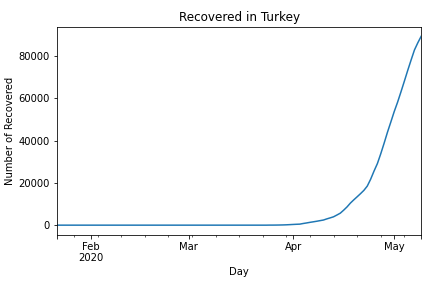 Recovered in Turkey
Number of Recovered
80000
60000
40000
20000
0
Feb
2020
Mar
Apr
May
Day